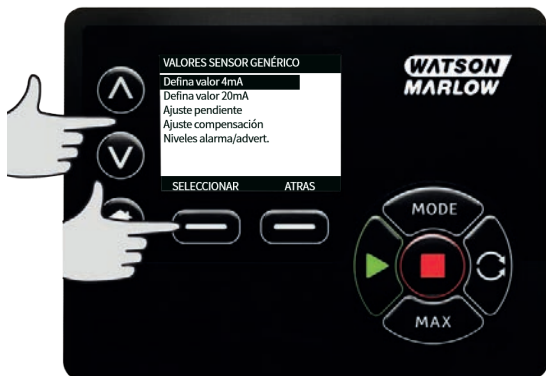 VALORES SENSOR GENÉRICO
Defina valor 4mA
Defina valor 20mA
Ajuste pendiente
Ajuste compensación
Niveles alarma/advert.
SELECCIONAR ATRAS
WATSON
MARLOW
MODE
MAX